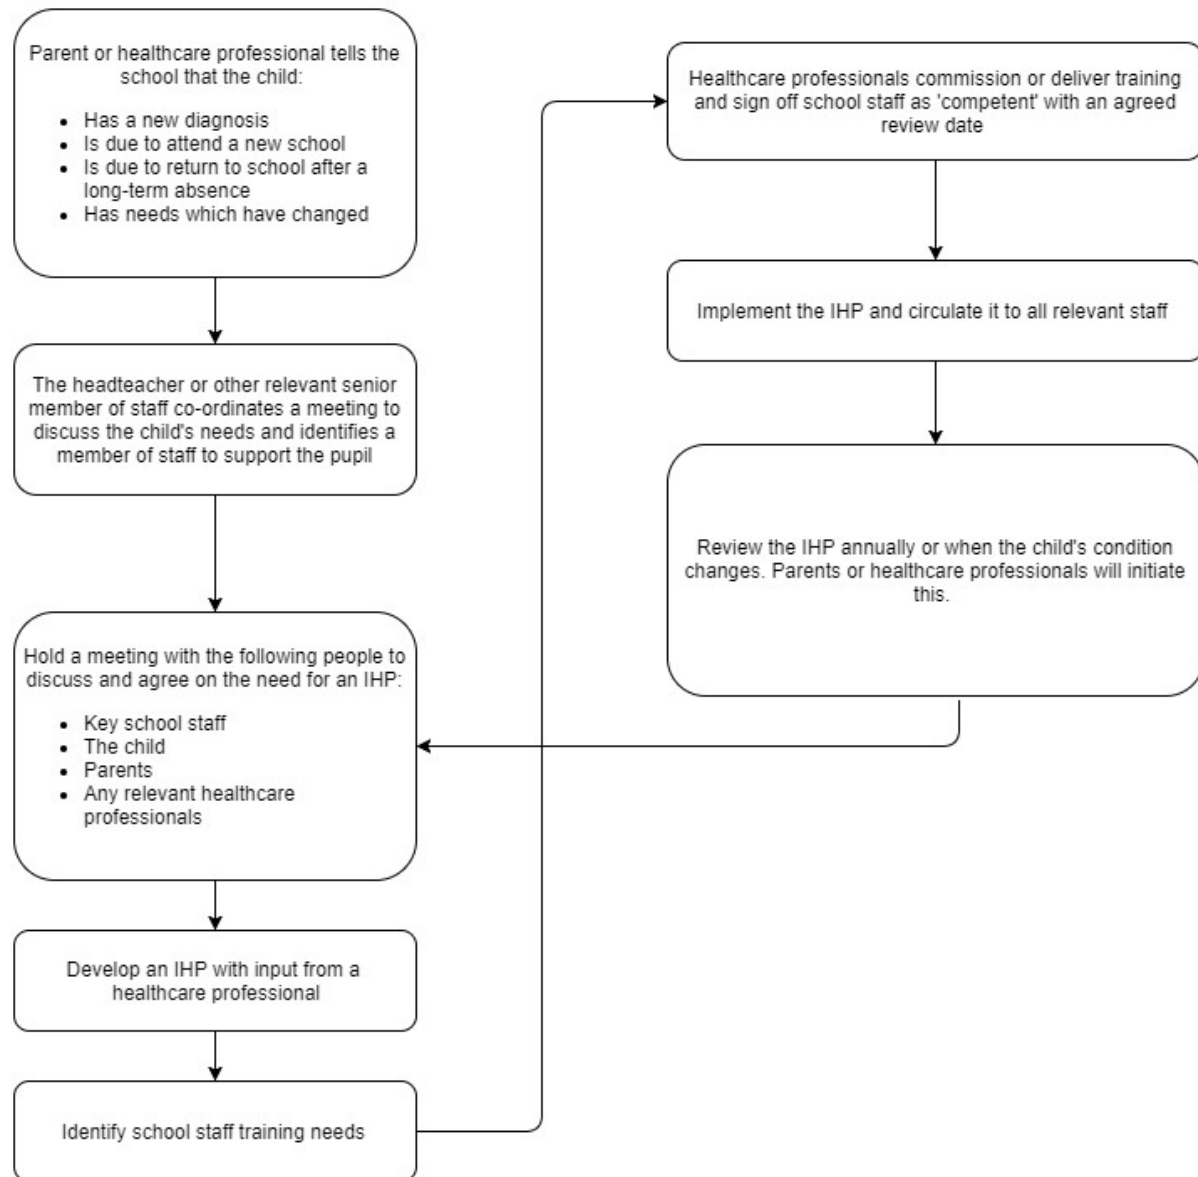 Parent or healthcare professional tells the
school that the child:
• Has a new diagnosis
• Is due to attend a new school
• Is due to return to school after a
long-term absence
• Has needs which have changed
The headteacher or other relevant senior
member of staff co-ordinates a meeting to
discuss the child's needs and identifies a
member of staff to support the pupil
Hold a meeting with the following people to
discuss and agree on the need for an IHP:
• Key school staff
• The child
• Parents
• Any relevant healthcare
professionals
Develop an IHP with input from a
healthcare professional
Identify school staff training needs
Healthcare professionals commission or deliver training
and sign off school staff as 'competent' with an agreed
review date
Implement the IHP and circulate it to all relevant staff
Review the IHP annually or when the child's condition
changes. Parents or healthcare professionals will initiate
this.